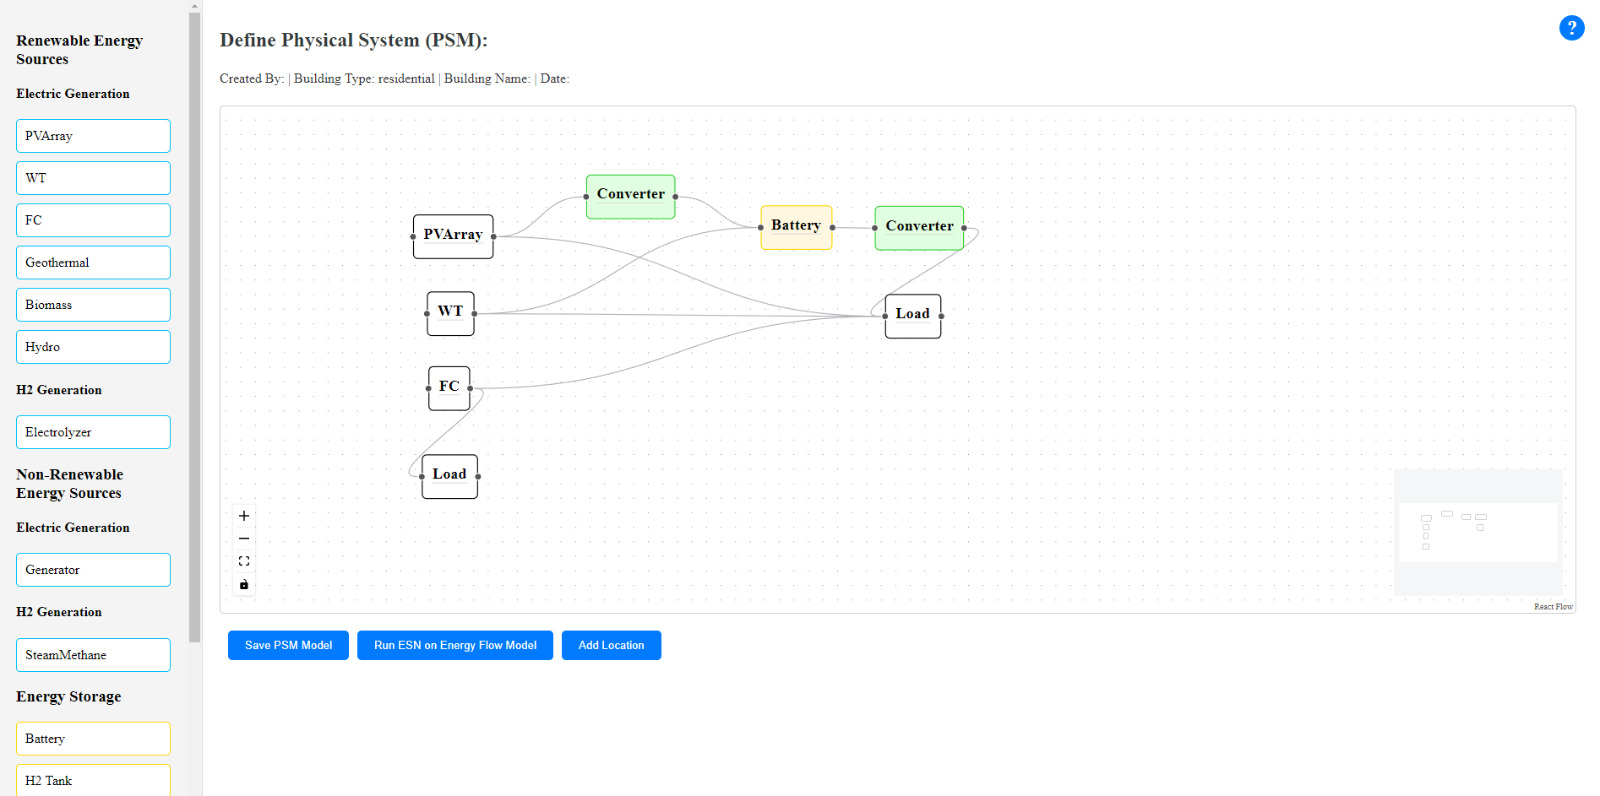 Renewable Energy
Sources
Electric Generation
PVArray
WT
FC
Geothermal
Biomass
Hydro
H2 Generation
Electrolyzer
Non-Renewable
Energy Sources
Electric Generation
Generator
H2 Generation
SteamMethane
Energy Storage
Battery
H2 Tank
Define Physical System (PSM):
?
Created By: | Building Type: residential | Building Name: | Date:
Converter
PVArray
Battery
Converter
WT
Load
FC
Load
React Flow
Save PSM Model
Run ESN on Energy Flow Model
Add Location